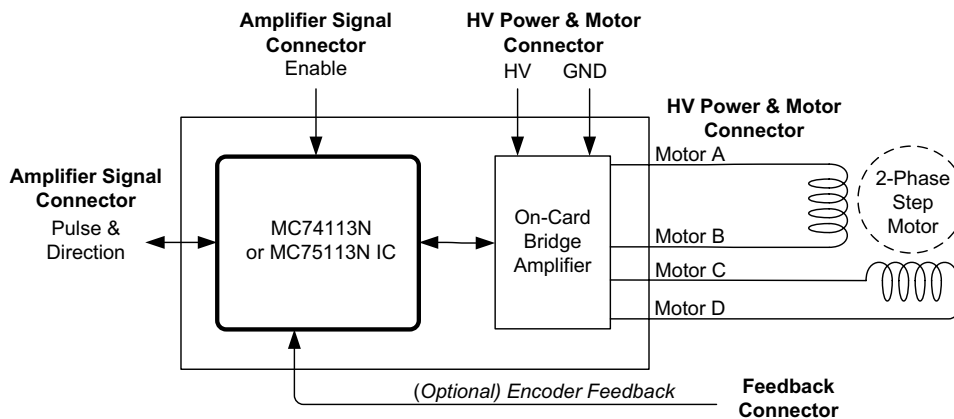 Amplifier Signal
Connector
Enable
HV Power & Motor
Connector
HV GND
HV Power & Motor
Connector
Amplifier Signal
Connector
Pulse &
Direction
MC74113N
or MC75113N IC
On-Card
Bridge
Amplifier
Motor A
Motor B
Motor C
Motor D
2-Phase
Step
Motor
(Optional) Encoder Feedback
Feedback
Connector